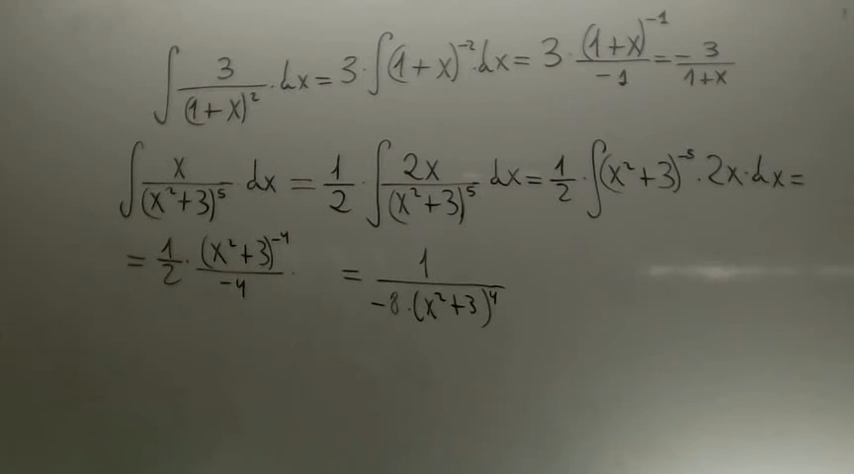 ∫ 3/(1+x)² · dx = 3 · ∫(1+x)⁻² · dx = 3 · (1+x)⁻¹/−1 = − 3/1+x
∫ x/(x²+3)⁵ dx = 1/2 · ∫ 2x/(x²+3)⁵ dx = 1/2 · ∫(x²+3)⁻⁵ · 2x · dx =
= 1/2 · (x²+3)⁻⁴/−4 · = 1/−8 · (x²+3)⁴